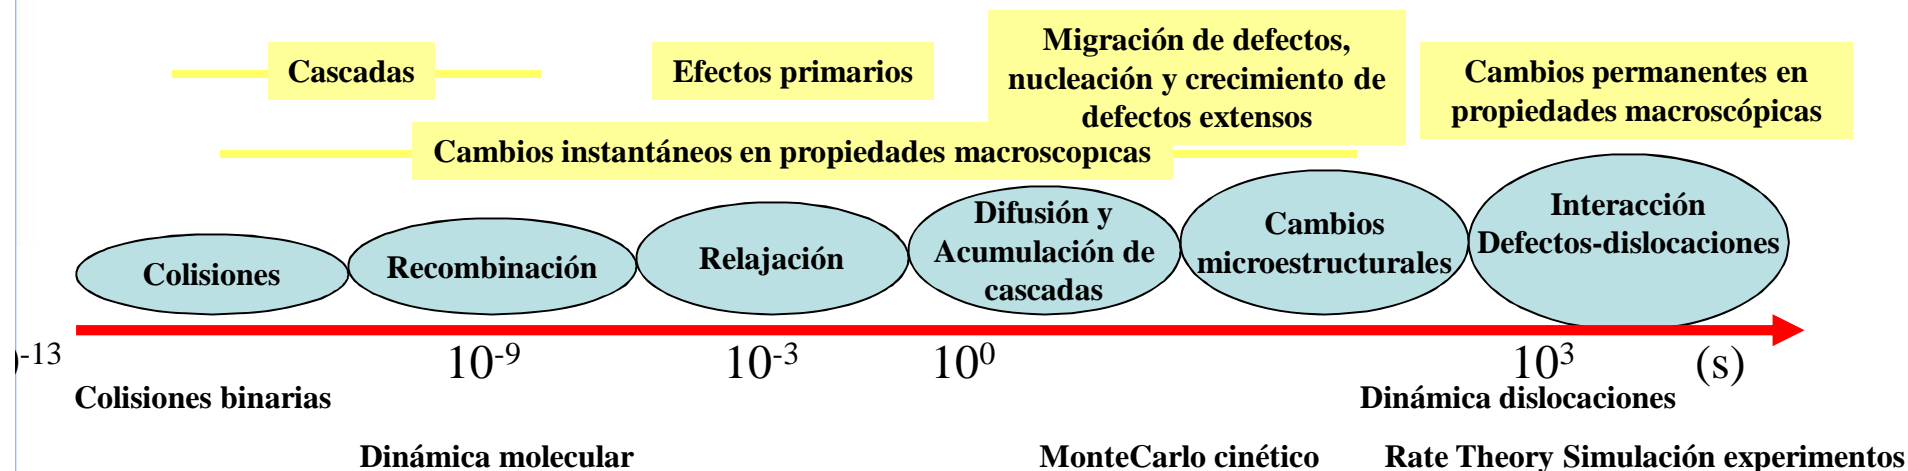 Cascadas
Efectos primarios
Migración de defectos,
nucleación y crecimiento de
defectos extensos
Cambios permanentes en
propiedades macroscópicas
Cambios instantáneos en propiedades macroscopicas
Colisiones
Recombinación
Relajación
Difusión y
Acumulación de
cascadas
Cambios
microestructurales
Interacción
Defectos-dislocaciones
-13
10-9
10-3
100
103
(s)
Colisiones binarias
Dinámica dislocaciones
Dinámica molecular
MonteCarlo cinético
Rate Theory Simulación experimentos